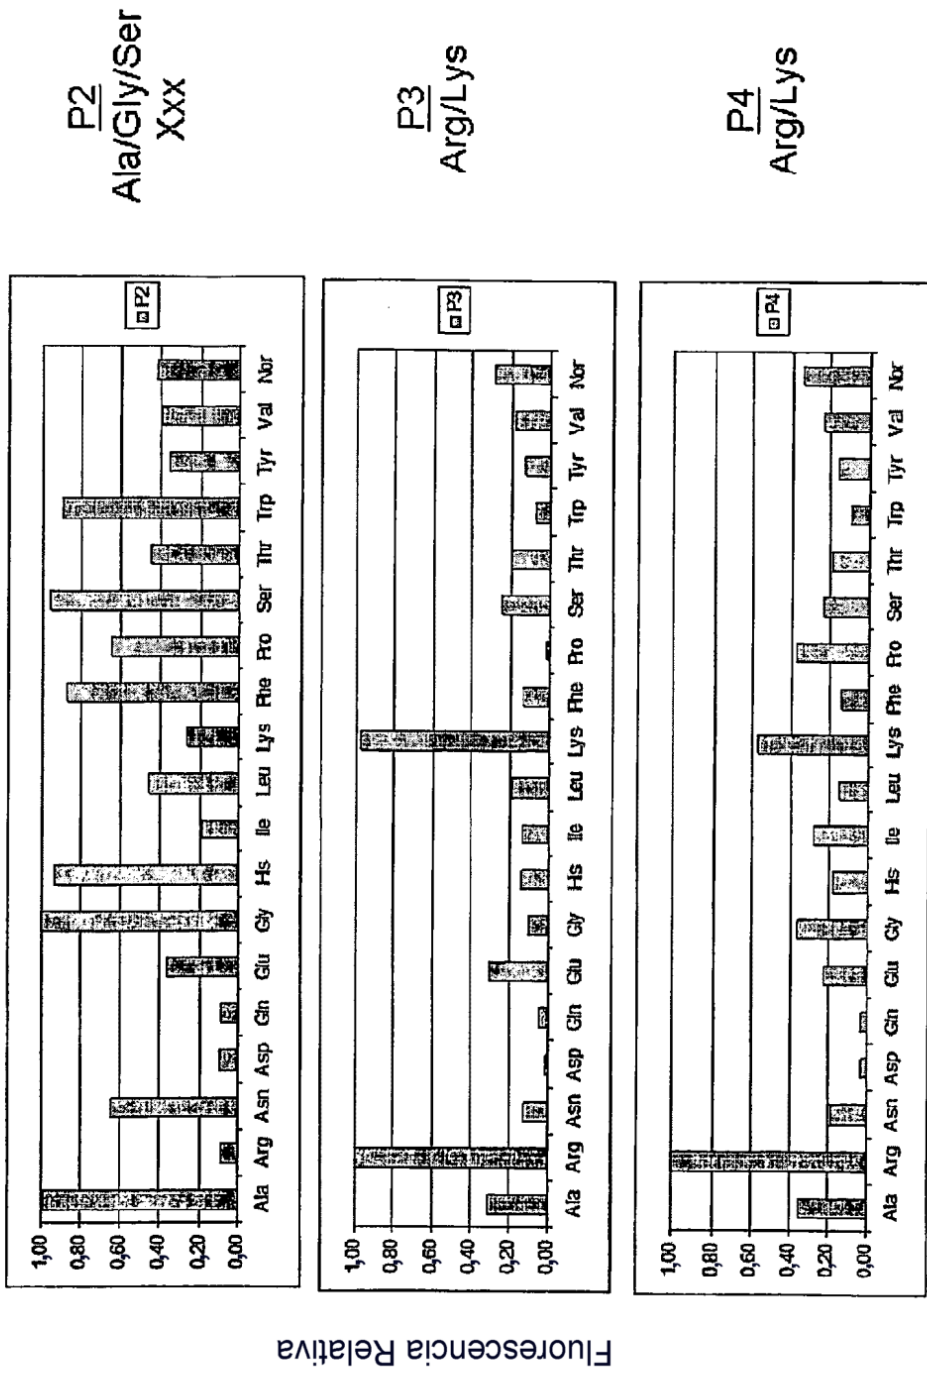 Fluorescencia Relativa
1,00
0,80
0,60
0,40
0,20
0,00
Ala Arg Asn Asp Gln Glu Gly His Ile Leu Lys Phe Pro Ser Thr Trp Tyr Val Nor
P2
P2
Ala/Gly/Ser
Xxx
1,00
0,80
0,60
0,40
0,20
0,00
Ala Arg Asn Asp Gln Glu Gly His Ile Leu Lys Phe Pro Ser Thr Trp Tyr Val Nor
P3
P3
Arg/Lys
1,00
0,80
0,60
0,40
0,20
0,00
Ala Arg Asn Asp Gln Glu Gly His Ile Leu Lys Phe Pro Ser Thr Trp Tyr Val Nor
P4
P4
Arg/Lys